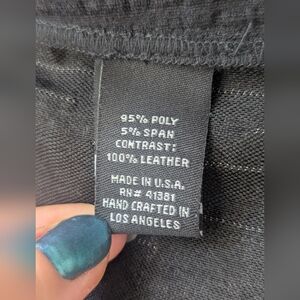 95% POLY
5% SPAN
CONTRAST:
100% LEATHER
MADE IN U.S.A.
RN# 41381
HAND CRAFTED IN
LOS ANGELES